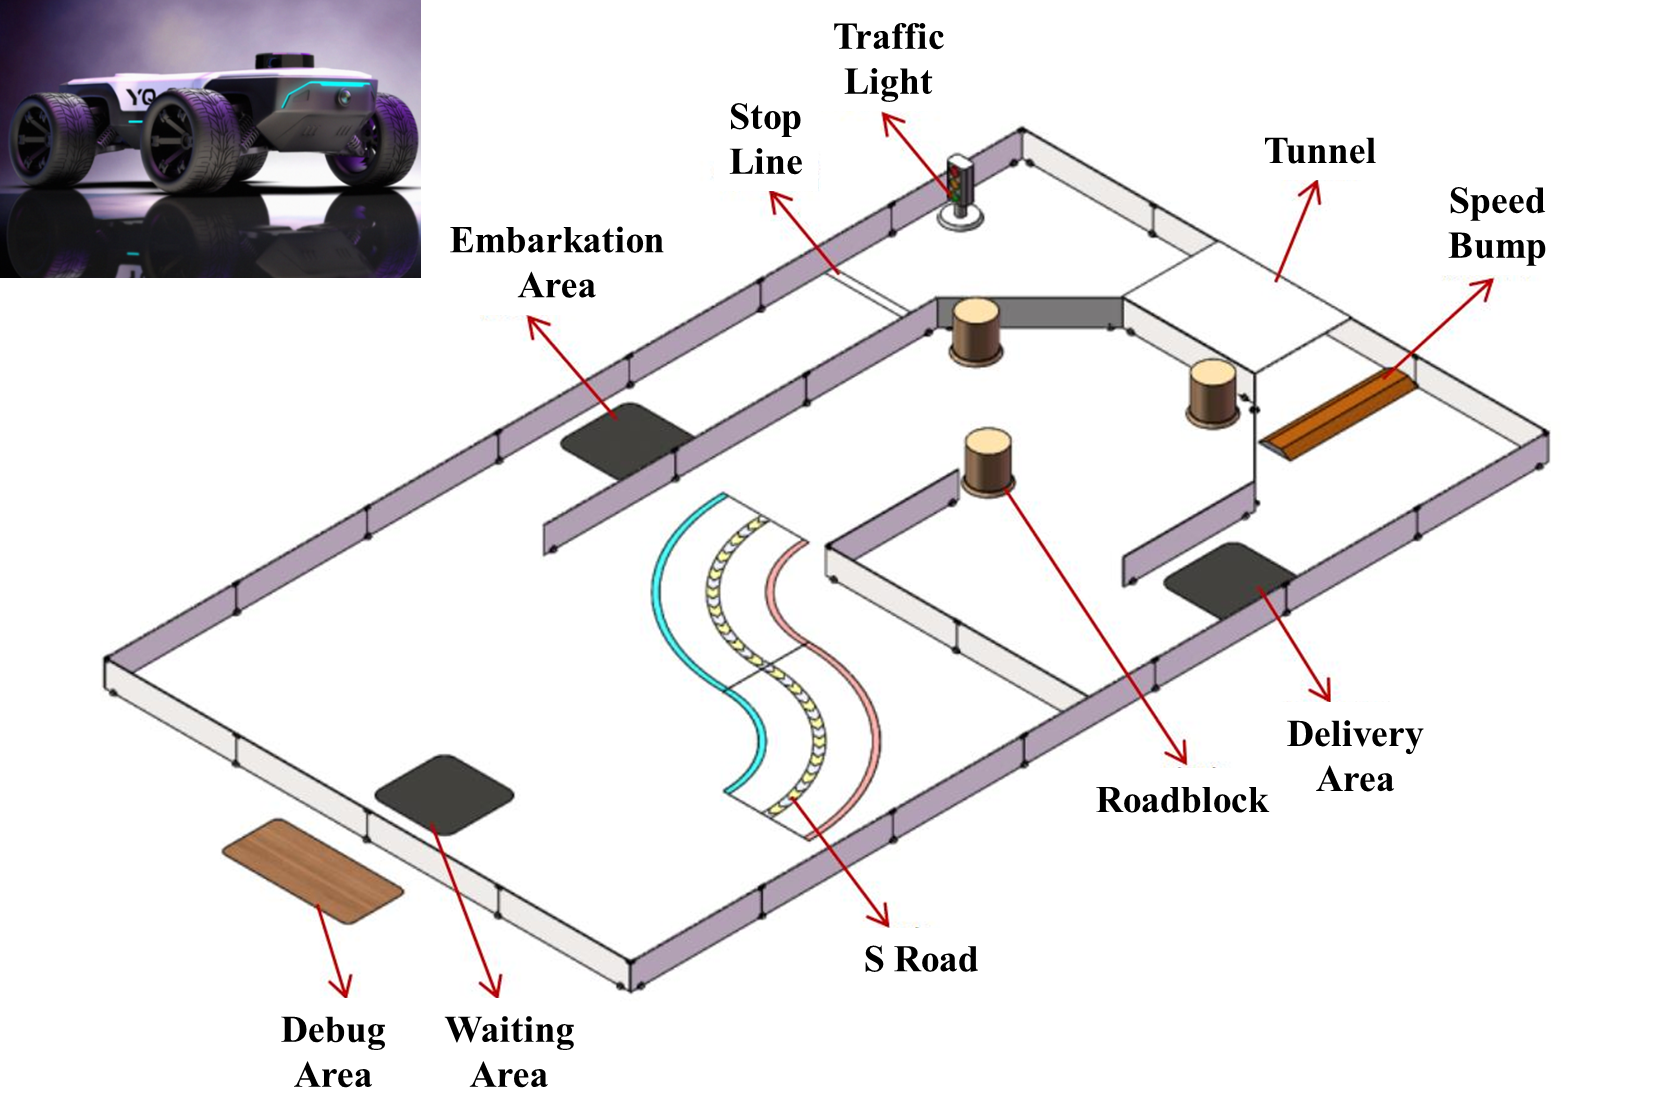 YQ
Traffic
Light
Stop
Line
Tunnel
Speed
Bump
Embarkation
Area
Delivery
Area
Roadblock
S Road
Debug
Area
Waiting
Area